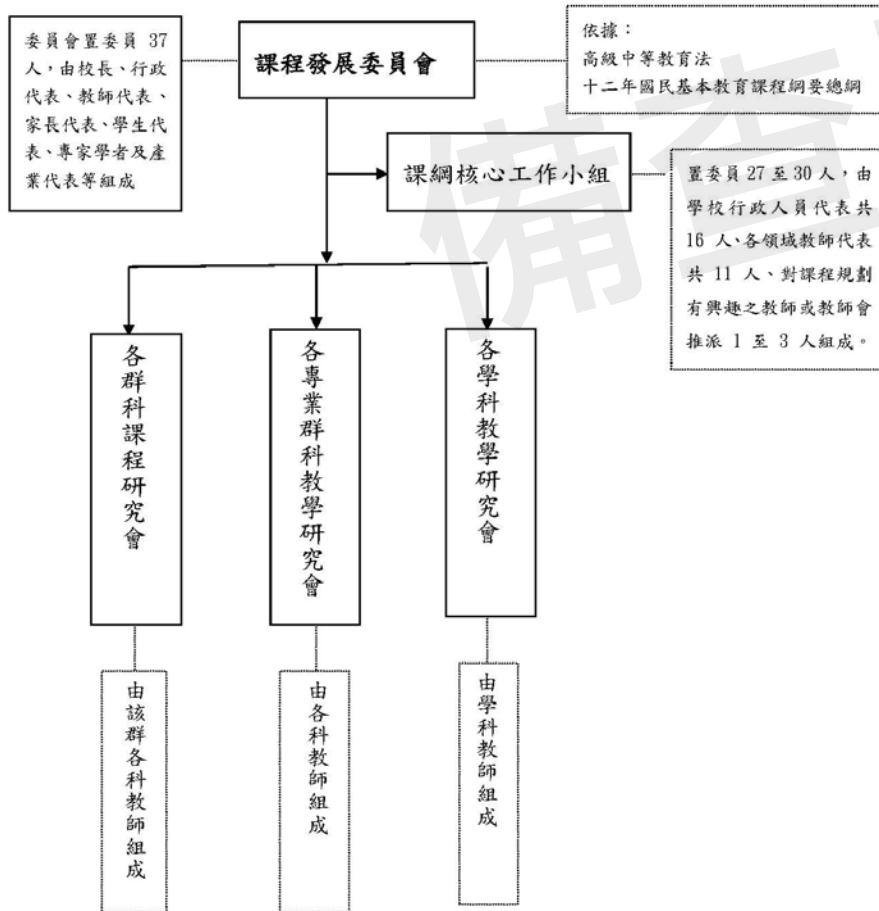 委員會置委員 37
人，由校長、行政
代表、教師代表、
家長代表、學生代
表、專家學者及產
業代表等組成
課程發展委員會
依據：
高級中等教育法
十二年國民基本教育課程綱要總綱
課綱核心工作小組
置委員 27 至 30 人，由
學校行政人員代表共
16 人、各領域教師代表
共 11 人、對課程規劃
有興趣之教師或教師會
推派 1 至 3 人組成。
各群科課程研究會
各專業群科教學研究會
各學科教學研究會
由該群各科教師組成
由各科教師組成
由學科教師組成
備查